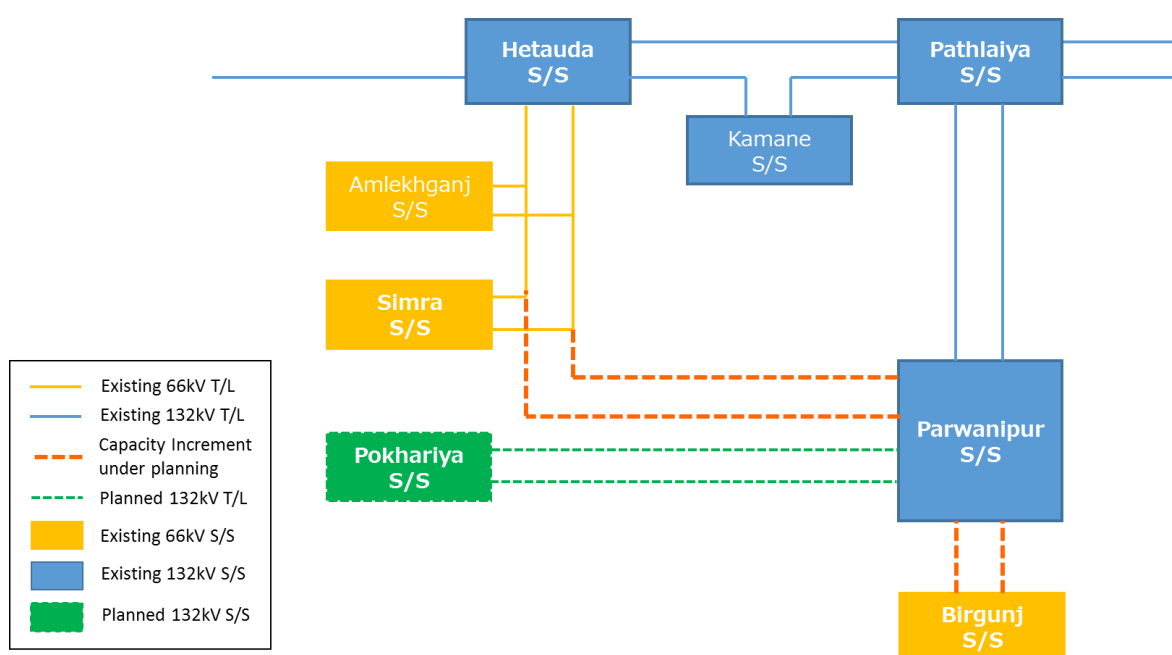 Hetauda
S/S
Pathlaiya
S/S
Kamane
S/S
Amlekhganj
S/S
Simra
S/S
Existing 66kV T/L
Existing 132kV T/L
Capacity Increment
under planning
Planned 132kV T/L
Existing 66kV S/S
Existing 132kV S/S
Planned 132kV S/S
Pokhariya
S/S
Parwanipur
S/S
Birgunj
S/S